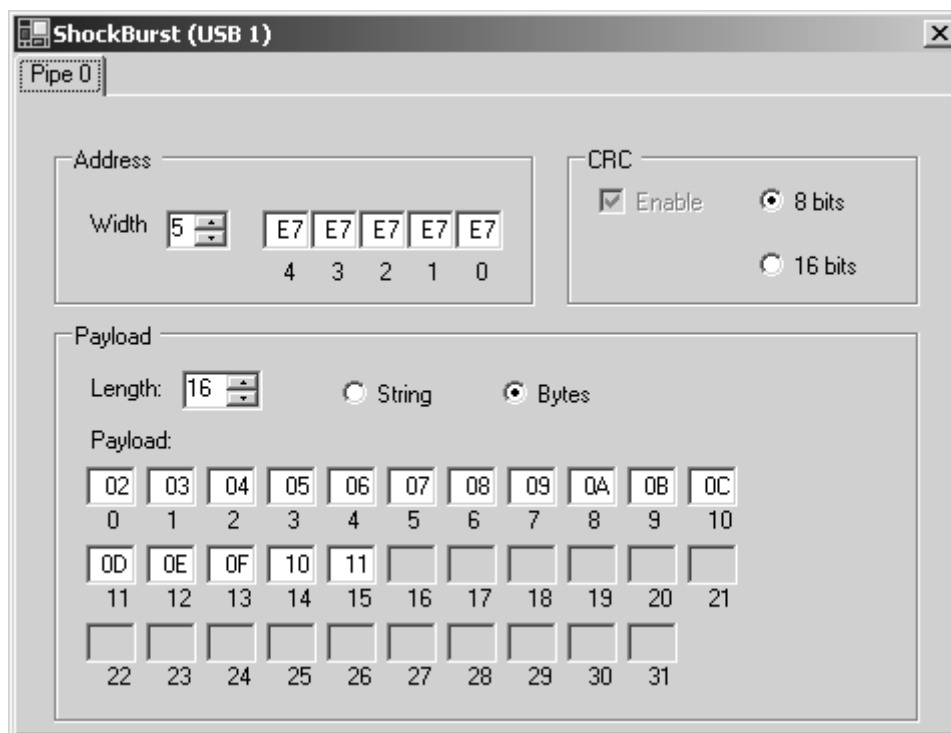 ShockBurst (USB 1)
Pipe 0
Address
CRC
Width 5 E7 E7 E7 E7 E7
4 3 2 1 0
Enable 8 bits
16 bits
Payload
Length: 16 String Bytes
Payload:
02 03 04 05 06 07 08 09 0A 0B 0C
0 1 2 3 4 5 6 7 8 9 10
0D 0E 0F 10 11
11 12 13 14 15 16 17 18 19 20 21
22 23 24 25 26 27 28 29 30 31